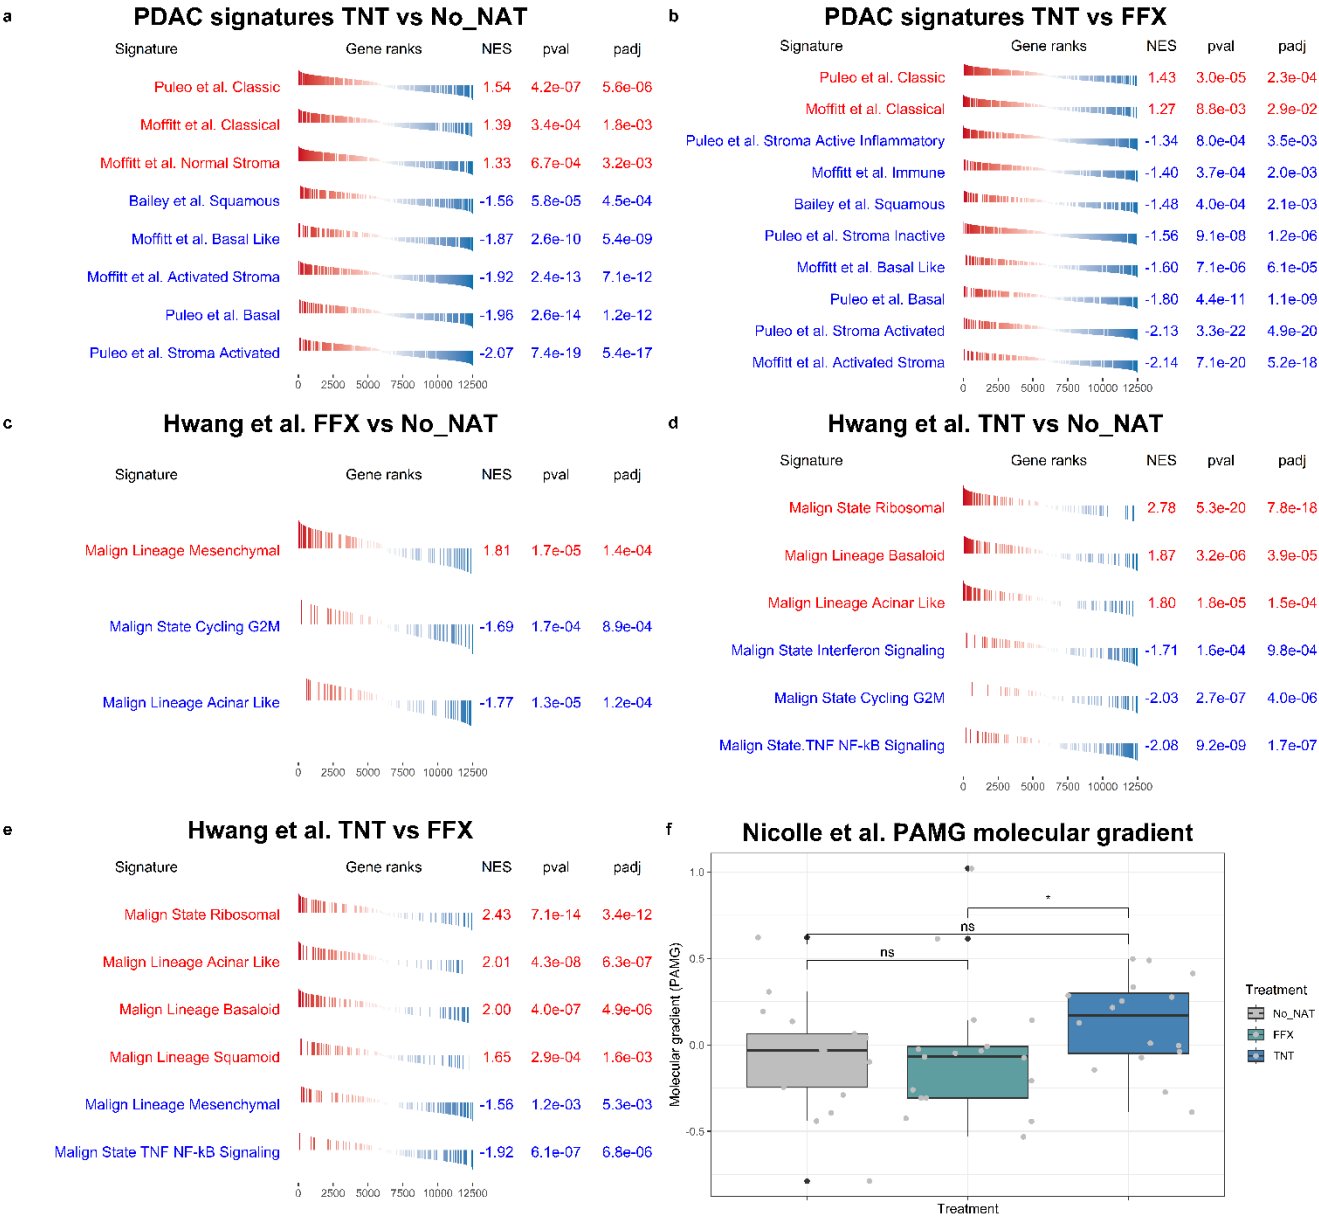 a
PDAC signatures TNT vs No_NAT
Signature Gene ranks NES pval padj
Puleo et al. Classic 1.54 4.2e-07 5.6e-06
Moffitt et al. Classical 1.39 3.4e-04 1.8e-03
Moffitt et al. Normal Stroma 1.33 6.7e-04 3.2e-03
Bailey et al. Squamous -1.56 5.8e-05 4.5e-04
Moffitt et al. Basal Like -1.87 2.6e-10 5.4e-09
Moffitt et al. Activated Stroma -1.92 2.4e-13 7.1e-12
Puleo et al. Basal -1.96 2.6e-14 1.2e-12
Puleo et al. Stroma Activated -2.07 7.4e-19 5.4e-17
0 2500 5000 7500 10000 12500
b
PDAC signatures TNT vs FFX
Signature Gene ranks NES pval padj
Puleo et al. Classic 1.43 3.0e-05 2.3e-04
Moffitt et al. Classical 1.27 8.8e-03 2.9e-02
Puleo et al. Stroma Active Inflammatory -1.34 8.0e-04 3.5e-03
Moffitt et al. Immune -1.40 3.7e-04 2.0e-03
Bailey et al. Squamous -1.48 4.0e-04 2.1e-03
Puleo et al. Stroma Inactive -1.56 9.1e-08 1.2e-06
Moffitt et al. Basal Like -1.60 7.1e-06 6.1e-05
Puleo et al. Basal -1.80 4.4e-11 1.1e-09
Puleo et al. Stroma Activated -2.13 3.3e-22 4.9e-20
Moffitt et al. Activated Stroma -2.14 7.1e-20 5.2e-18
0 2500 5000 7500 10000 12500
c
Hwang et al. FFX vs No_NAT
Signature Gene ranks NES pval padj
Malign Lineage Mesenchymal 1.81 1.7e-05 1.4e-04
Malign State Cycling G2M -1.69 1.7e-04 8.9e-04
Malign Lineage Acinar Like -1.77 1.3e-05 1.2e-04
0 2500 5000 7500 10000 12500
d
Hwang et al. TNT vs No_NAT
Signature Gene ranks NES pval padj
Malign State Ribosomal 2.78 5.3e-20 7.8e-18
Malign Lineage Basaloid 1.87 3.2e-06 3.9e-05
Malign Lineage Acinar Like 1.80 1.8e-05 1.5e-04
Malign State Interferon Signaling -1.71 1.6e-04 9.8e-04
Malign State Cycling G2M -2.03 2.7e-07 4.0e-06
Malign State.TNF NF-kB Signaling -2.08 9.2e-09 1.7e-07
0 2500 5000 7500 10000 12500
e
Hwang et al. TNT vs FFX
Signature Gene ranks NES pval padj
Malign State Ribosomal 2.43 7.1e-14 3.4e-12
Malign Lineage Acinar Like 2.01 4.3e-08 6.3e-07
Malign Lineage Basaloid 2.00 4.0e-07 4.9e-06
Malign Lineage Squamoid 1.65 2.9e-04 1.6e-03
Malign Lineage Mesenchymal -1.56 1.2e-03 5.3e-03
Malign State TNF NF-kB Signaling -1.92 6.1e-07 6.8e-06
0 2500 5000 7500 10000 12500
f
Nicolle et al. PAMG molecular gradient
Molecular gradient (PAMG)
1.0
0.5
0.0
-0.5
*
ns
ns
Treatment
Treatment
No_NAT
FFX
TNT